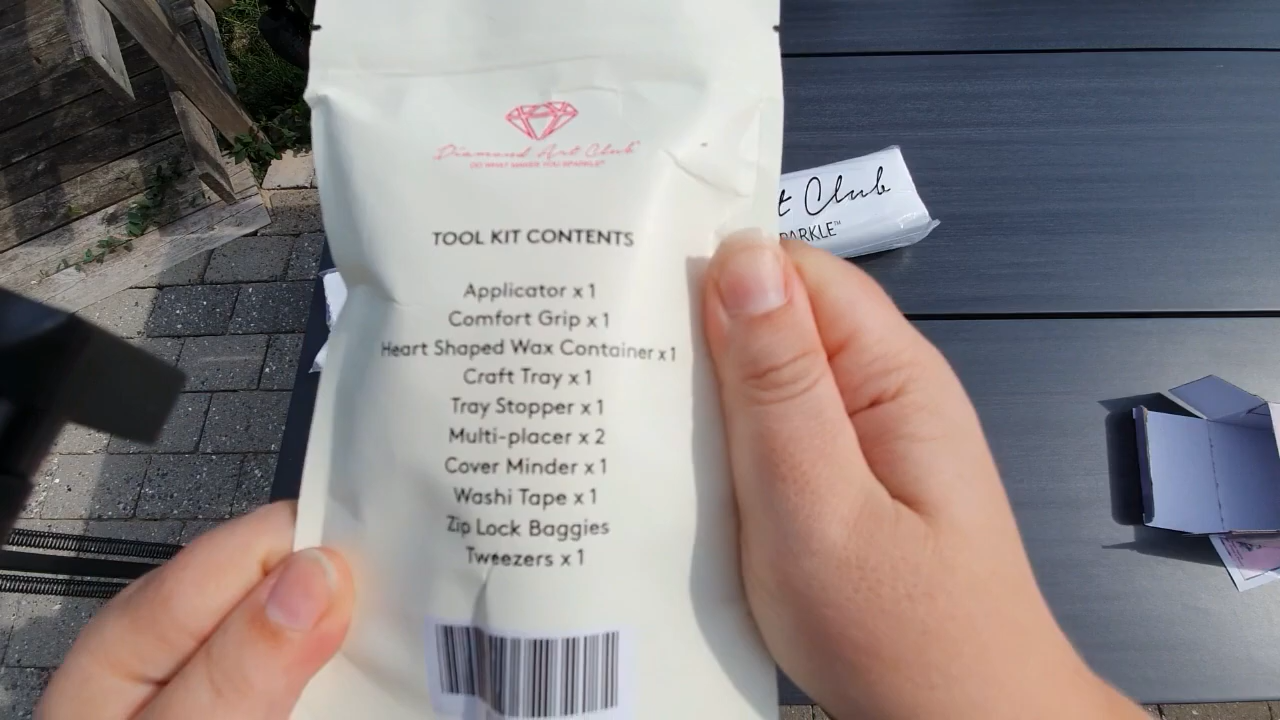 Diamond Art Club®
DO WHAT MAKES YOU SPARKLE®
TOOL KIT CONTENTS
Applicator x 1
Comfort Grip x 1
Heart Shaped Wax Container x 1
Craft Tray x 1
Tray Stopper x 1
Multi-placer x 2
Cover Minder x 1
Washi Tape x 1
Zip Lock Baggies
Tweezers x 1
t Club
PARKLE™